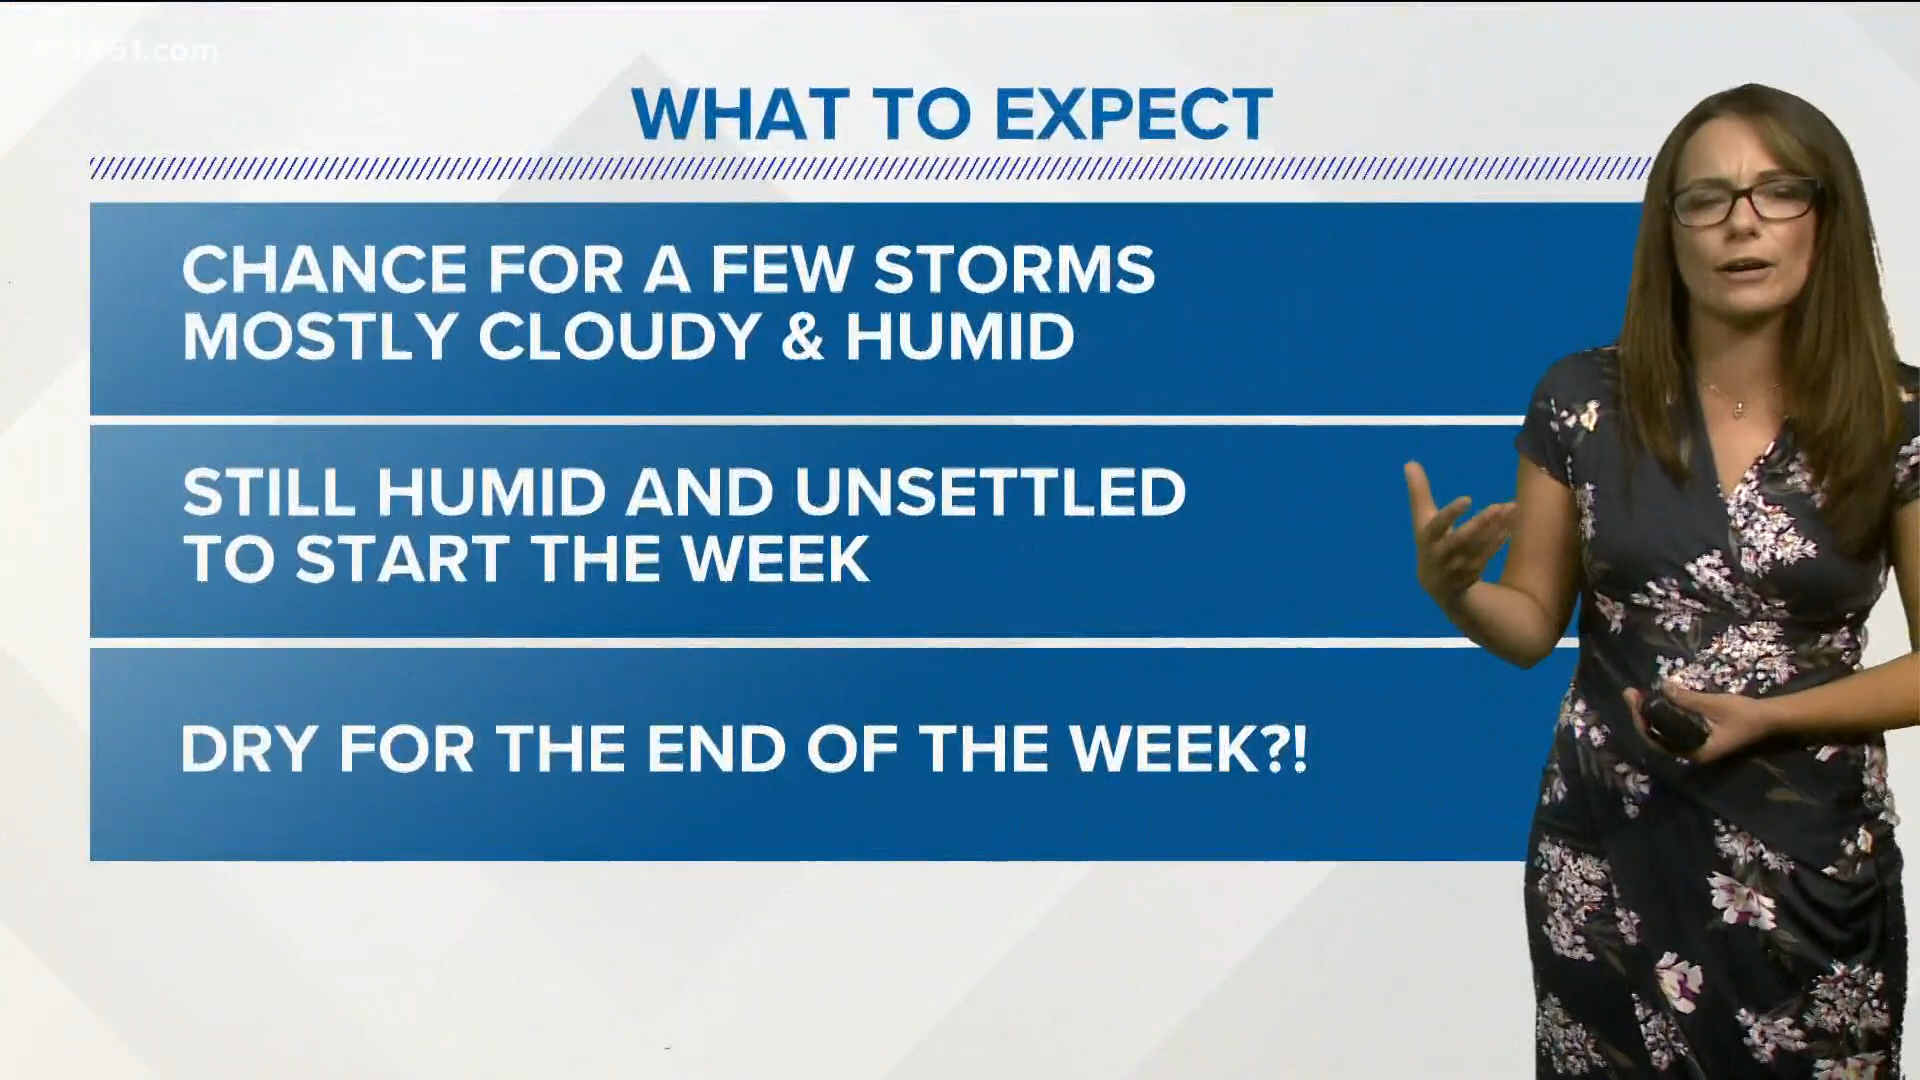 WHAT TO EXPECT
CHANCE FOR A FEW STORMS
MOSTLY CLOUDY & HUMID
STILL HUMID AND UNSETTLED
TO START THE WEEK
DRY FOR THE END OF THE WEEK?!